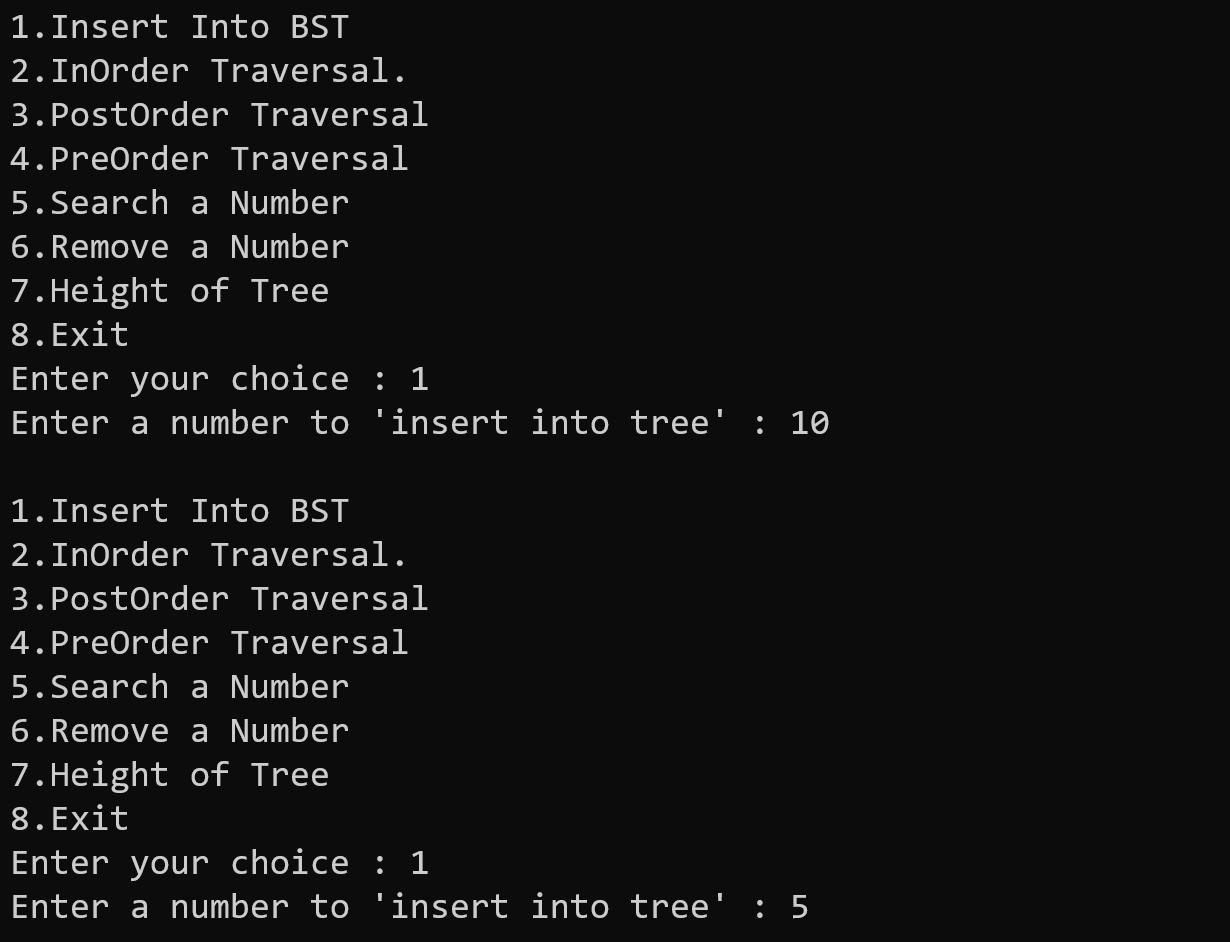 1.Insert Into BST
2.InOrder Traversal.
3.PostOrder Traversal
4.PreOrder Traversal
5.Search a Number
6.Remove a Number
7.Height of Tree
8.Exit
Enter your choice : 1
Enter a number to 'insert into tree' : 10

1.Insert Into BST
2.InOrder Traversal.
3.PostOrder Traversal
4.PreOrder Traversal
5.Search a Number
6.Remove a Number
7.Height of Tree
8.Exit
Enter your choice : 1
Enter a number to 'insert into tree' : 5